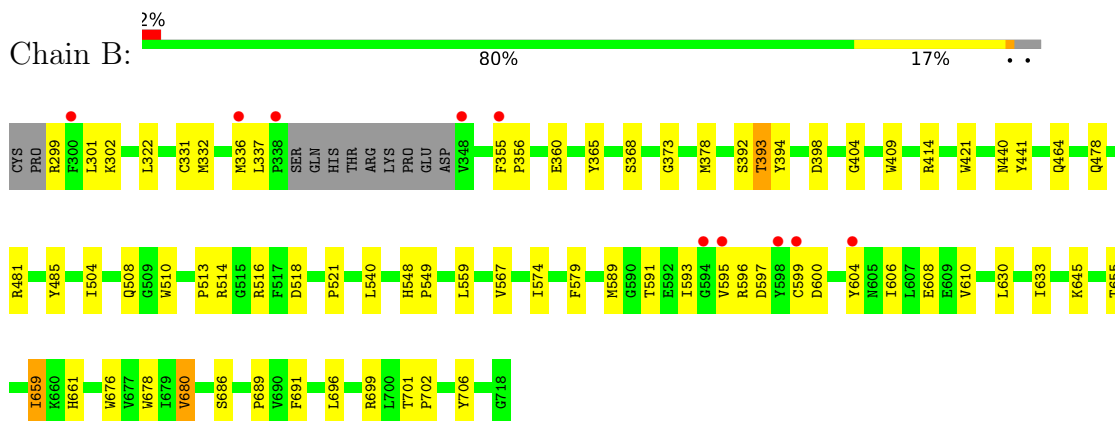 2%
Chain B:
80% 17% • •
CYS PRO R299 F300 L301 K302 L322 C331 M332 M336 L337 P338 SER GLN HIS THR ARG LYS PRO GLU ASP V348 F355 P356 E360 Y365 S368 G373 M378 S392 T393 Y394 D398 G404 W409 R414 W421 N440 Y441 Q464 Q478
R481 Y485 I504 Q508 G509 W510 P513 R514 G515 R516 F517 D518 P521 L540 H548 P549 L559 V567 I574 F579 M589 G590 T591 E592 I593 G594 V595 R596 D597 Y598 C599 D600 Y604 N605 I606 L607 E608 E609 V610 L630 I633 K645 T655
I659 K660 H661 W676 V677 W678 I679 V680 S686 P689 V690 F691 L696 R699 L700 T701 P702 Y706 G718